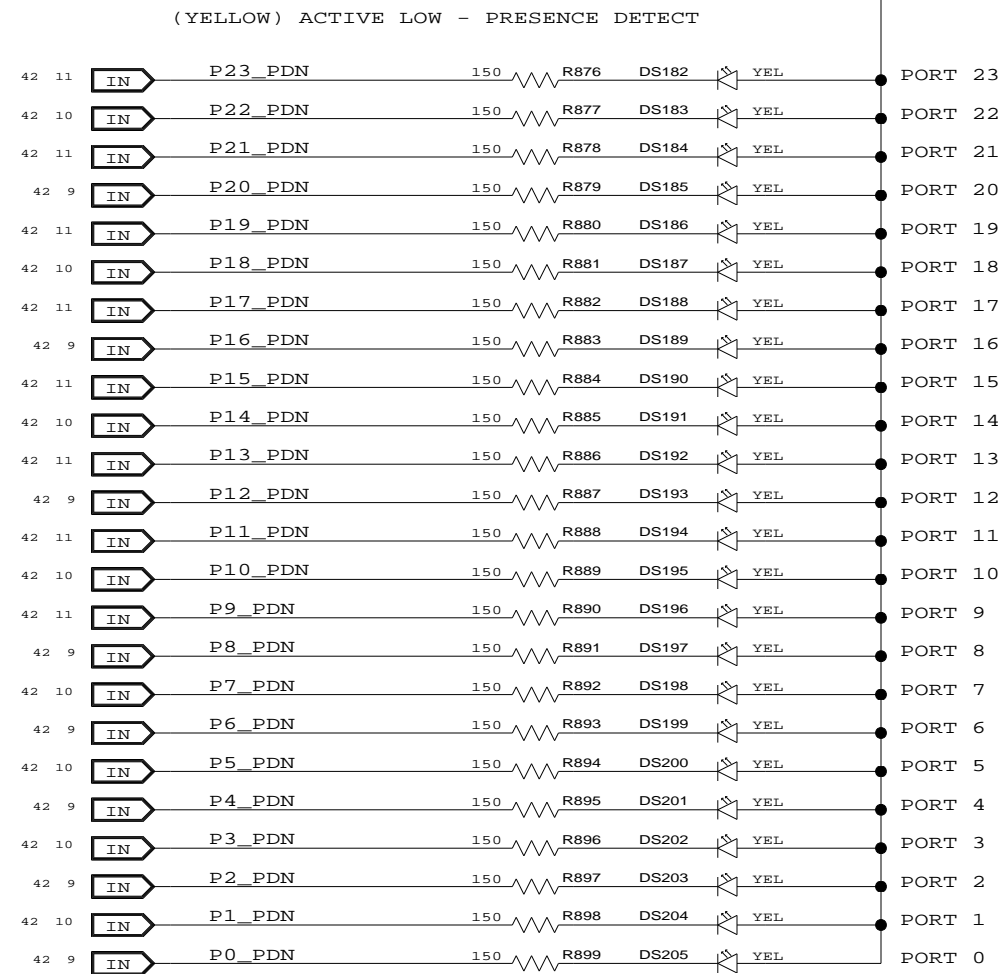 (YELLOW) ACTIVE LOW - PRESENCE DETECT
42 11 IN P23_PDN 150 R876 DS182 YEL PORT 23
42 10 IN P22_PDN 150 R877 DS183 YEL PORT 22
42 11 IN P21_PDN 150 R878 DS184 YEL PORT 21
42 9 IN P20_PDN 150 R879 DS185 YEL PORT 20
42 11 IN P19_PDN 150 R880 DS186 YEL PORT 19
42 10 IN P18_PDN 150 R881 DS187 YEL PORT 18
42 11 IN P17_PDN 150 R882 DS188 YEL PORT 17
42 9 IN P16_PDN 150 R883 DS189 YEL PORT 16
42 11 IN P15_PDN 150 R884 DS190 YEL PORT 15
42 10 IN P14_PDN 150 R885 DS191 YEL PORT 14
42 11 IN P13_PDN 150 R886 DS192 YEL PORT 13
42 9 IN P12_PDN 150 R887 DS193 YEL PORT 12
42 11 IN P11_PDN 150 R888 DS194 YEL PORT 11
42 10 IN P10_PDN 150 R889 DS195 YEL PORT 10
42 11 IN P9_PDN 150 R890 DS196 YEL PORT 9
42 9 IN P8_PDN 150 R891 DS197 YEL PORT 8
42 10 IN P7_PDN 150 R892 DS198 YEL PORT 7
42 9 IN P6_PDN 150 R893 DS199 YEL PORT 6
42 10 IN P5_PDN 150 R894 DS200 YEL PORT 5
42 9 IN P4_PDN 150 R895 DS201 YEL PORT 4
42 10 IN P3_PDN 150 R896 DS202 YEL PORT 3
42 9 IN P2_PDN 150 R897 DS203 YEL PORT 2
42 10 IN P1_PDN 150 R898 DS204 YEL PORT 1
42 9 IN P0_PDN 150 R899 DS205 YEL PORT 0